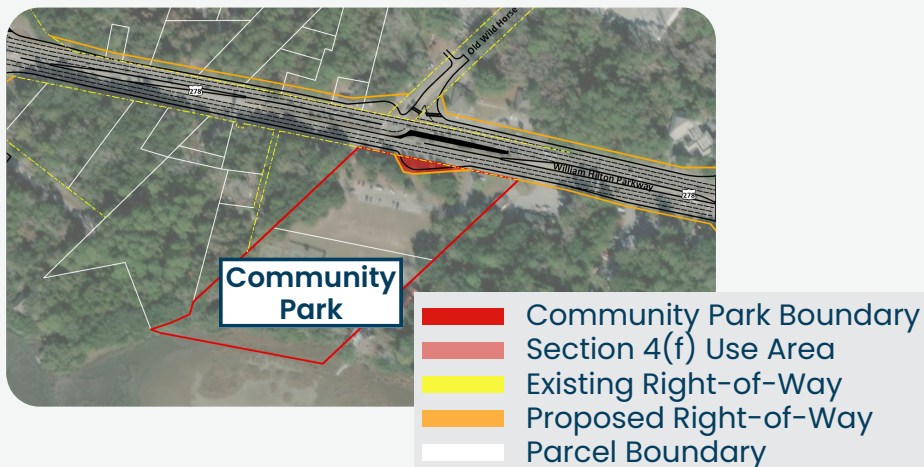 Old Wild Horse
278
William Hilton Parkway
278
Community
Park
Community Park Boundary
Section 4(f) Use Area
Existing Right-of-Way
Proposed Right-of-Way
Parcel Boundary